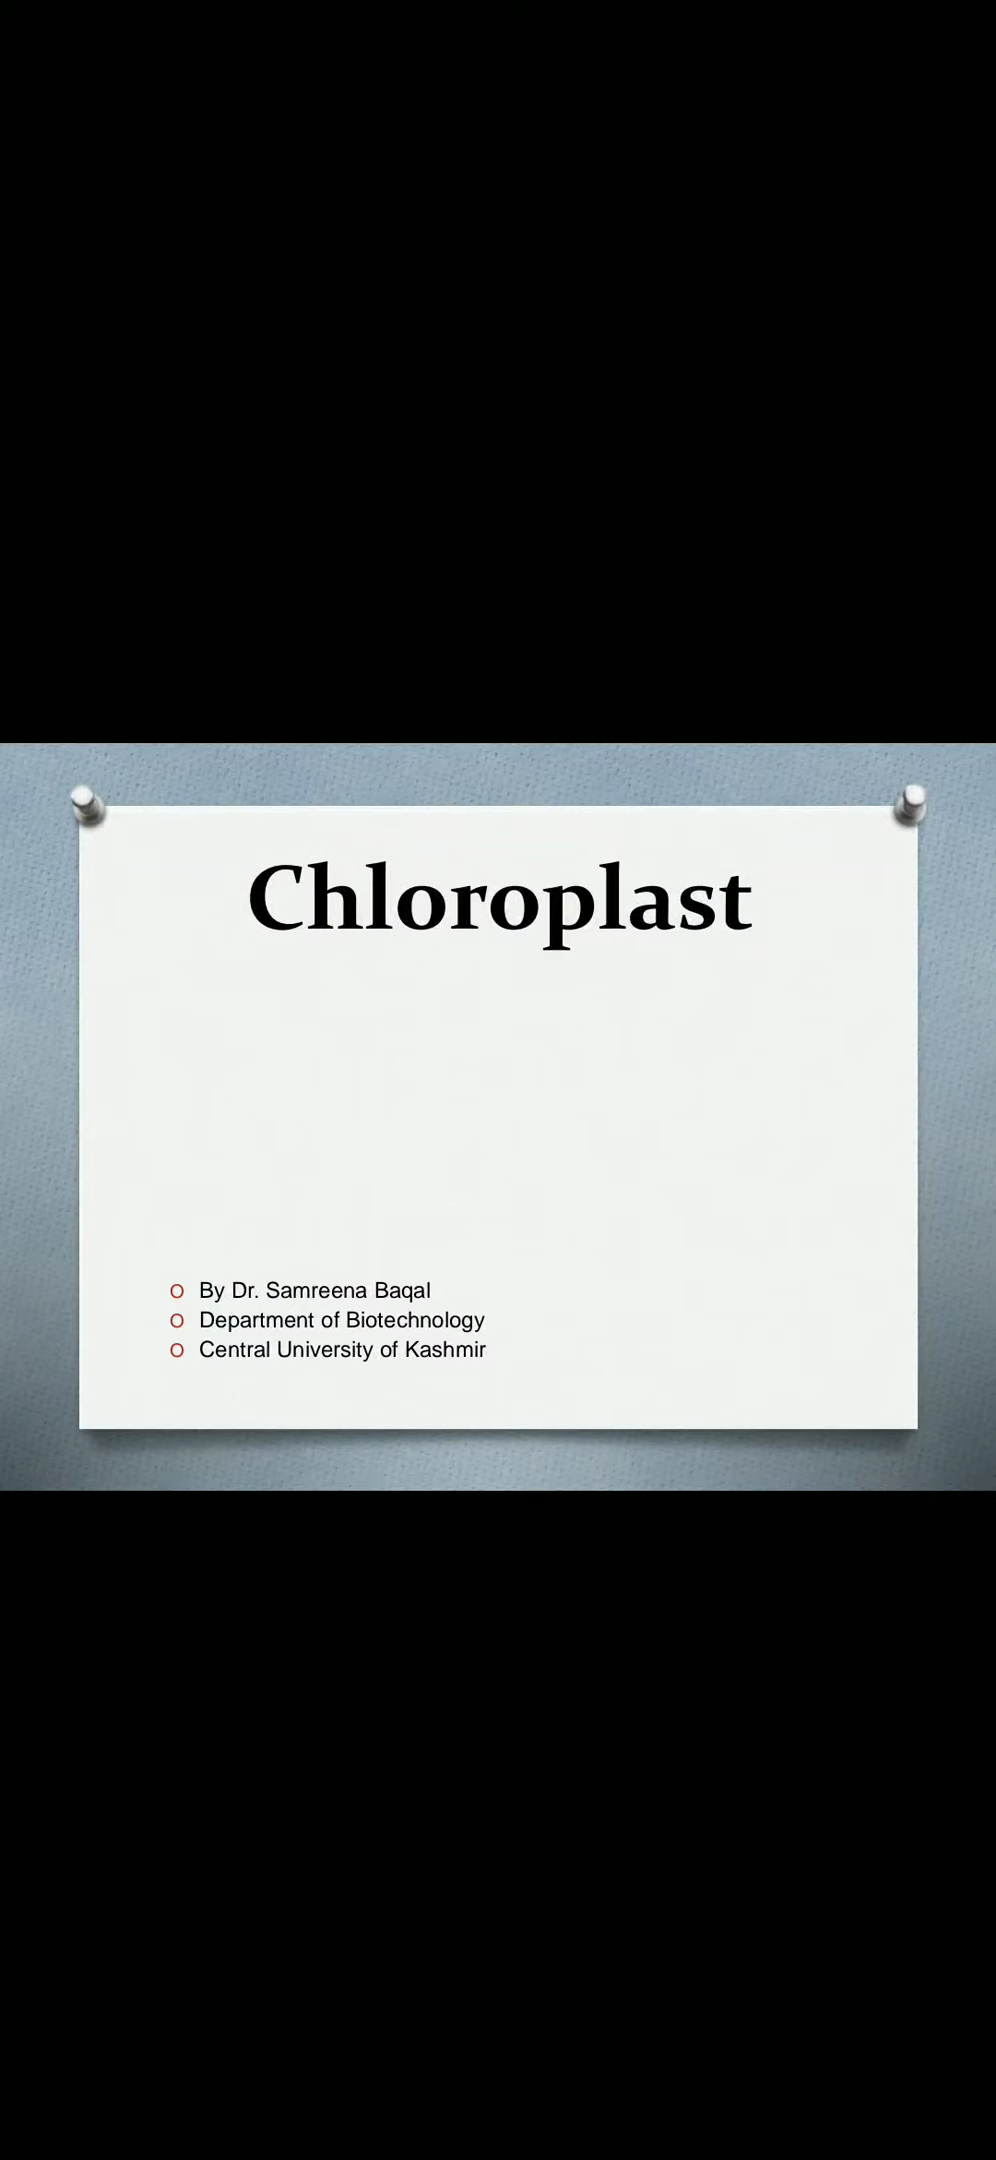 Chloroplast
O By Dr. Samreena Baqal
O Department of Biotechnology
O Central University of Kashmir